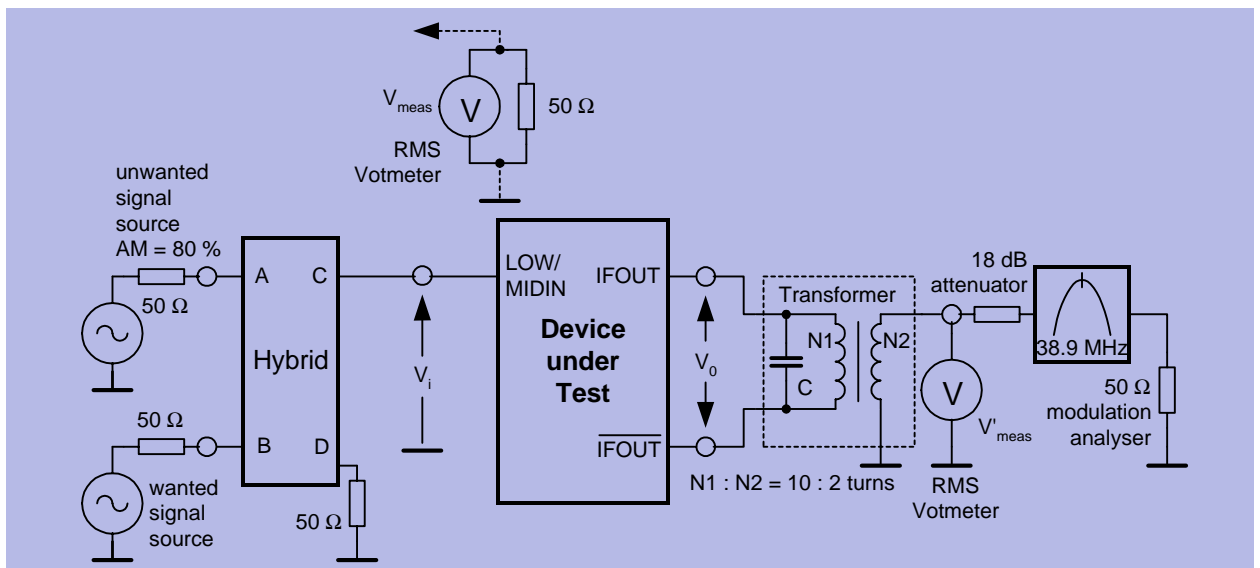 V meas
50 Ω
V
RMS
Votmeter
unwanted
signal
source
AM = 80 %
50 Ω
A
C
Hybrid
B
D
50 Ω
wanted
signal
source
50 Ω
Vi
LOW/
MIDIN
IFOUT
Device
under
Test
IFOUT
V0
Transformer
N1
N2
C
N1 : N2 = 10 : 2 turns
18 dB
attenuator
38.9 MHz
V
V'meas
RMS
Votmeter
50 Ω
modulation
analyser